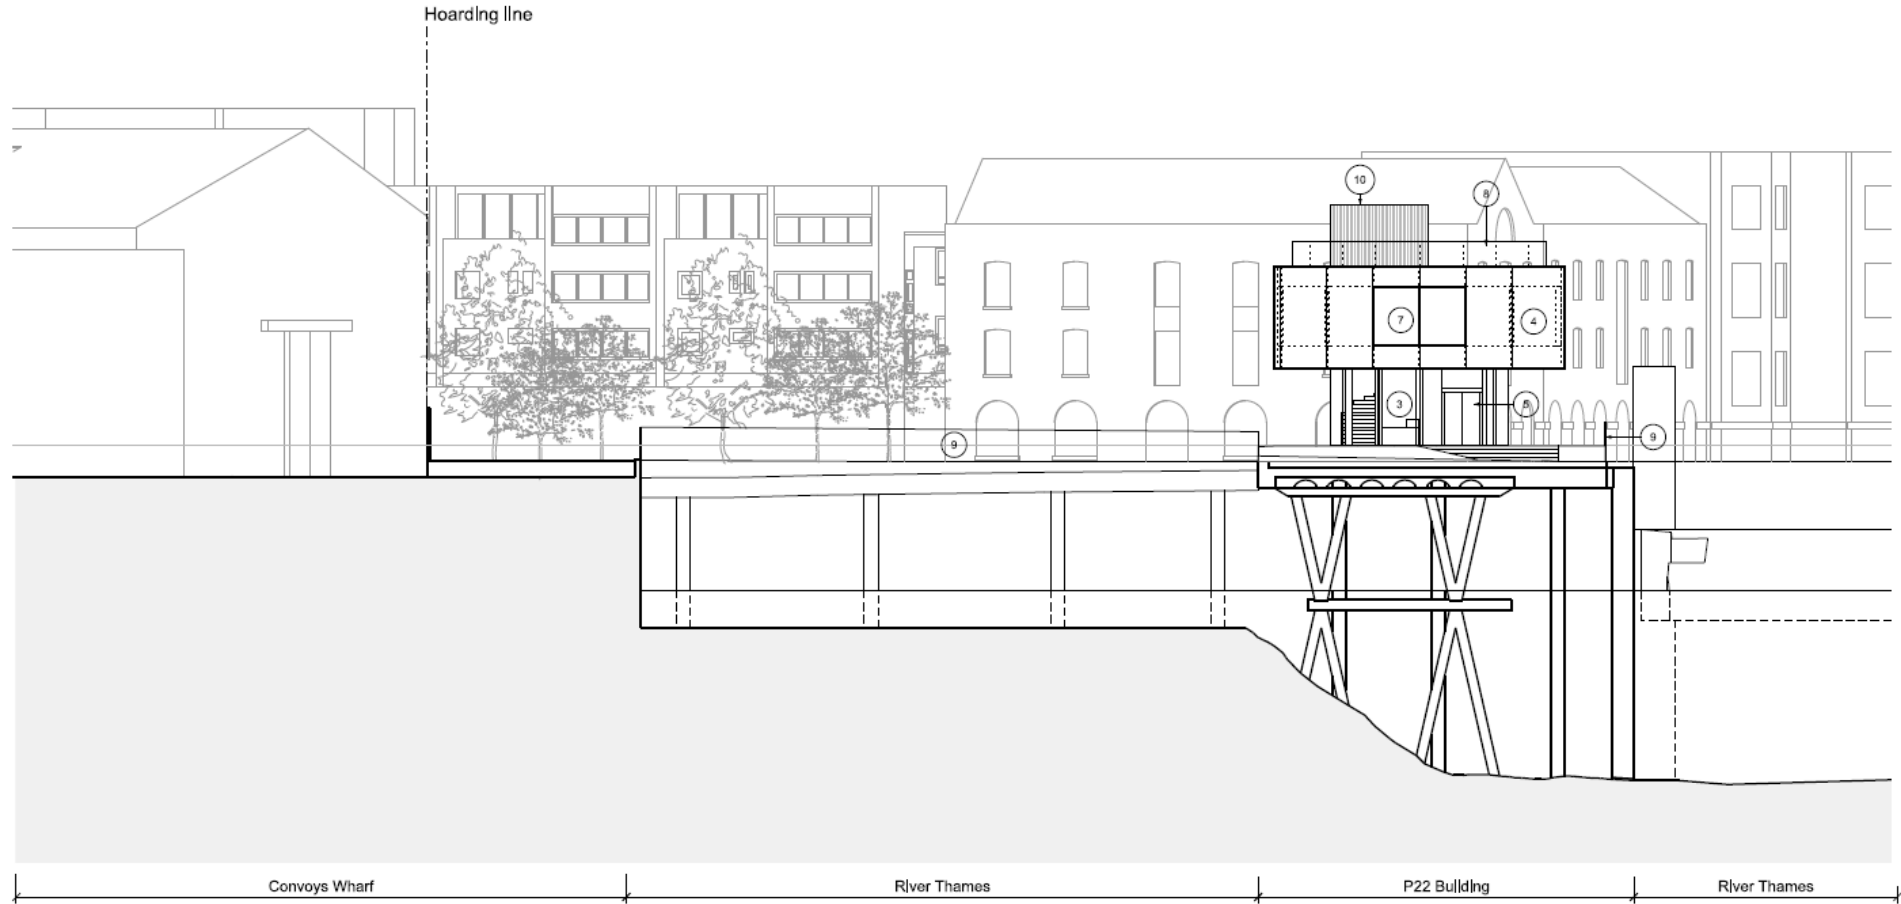 Hoarding line
10
8
7
4
3
5
9
9
Convoys Wharf
River Thames
P22 Building
River Thames